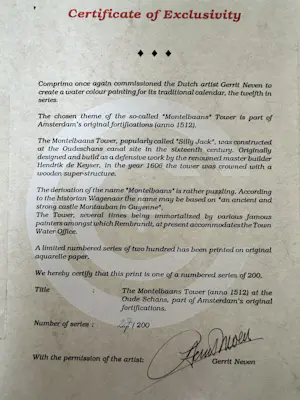 Certificate of Exclusivity
♦ ♦ ♦
Comprimo once again commissioned the Dutch artist Gerrit Neven to
create a water colour painting for its traditional calendar, the twelfth in
series.
The chosen theme of the so-called "Montelbaans" Tower is part of
Amsterdam's original fortifications (anno 1512).
The Montelbaans Tower, popularly called "Silly Jack", was constructed
at the Oudeschans canal site in the sixteenth century. Originally
designed and build as a defensive work by the renowned master builder
Hendrik de Keyser, in the year 1606 the tower was crowned with a
wooden super-structure.
The derivation of the name "Montelbaans" is rather puzzling. According
to the historian Wagenaar the name may be based on "an ancient and
strong castle Montauban in Guyenne".
The Tower, several times being immortalized by various famous
painters amongst which Rembrandt, at present accommodates the Town
Water Office.
A limited numbered series of two hundred has been printed on original
aquarelle paper.
We hereby certify that this print is one of a numbered series of 200.
Title : The Montelbaans Tower (anna 1512) at the
Oude Schans, part of Amsterdam's original
fortifications.
Number of series : / 200
With the permission of the artist:
Gerrit Neven